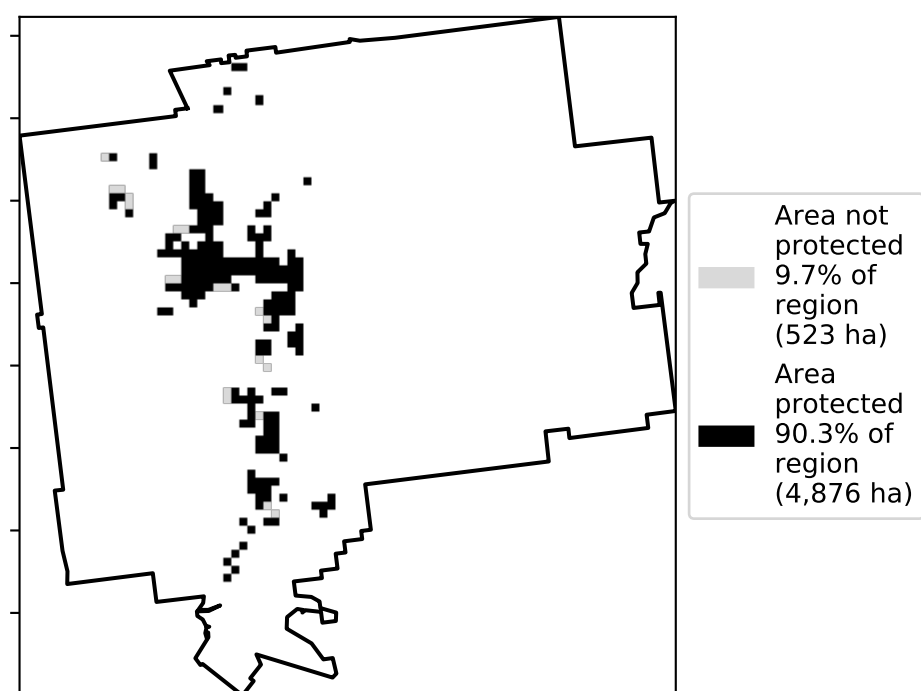 Area not
protected
9.7% of
region
(523 ha)
Area
protected
90.3% of
region
(4,876 ha)